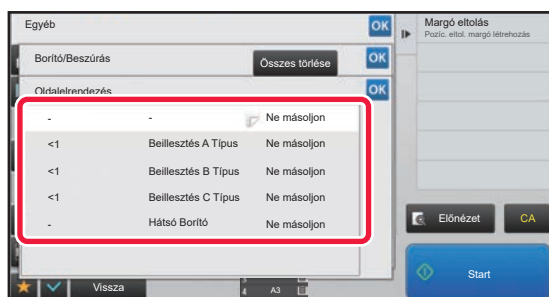 Egyéb
OK
Borító/Beszúrás
Összes törlése
OK
Oldalelrendezés
OK
- - Ne másoljon
<1 Beillesztés A Típus Ne másoljon
<1 Beillesztés B Típus Ne másoljon
<1 Beillesztés C Típus Ne másoljon
- Hátsó Borító Ne másoljon
Vissza
4 A3
Margó eltolás
Pozíc. eltol. margó létrehozás
Előnézet
CA
Start